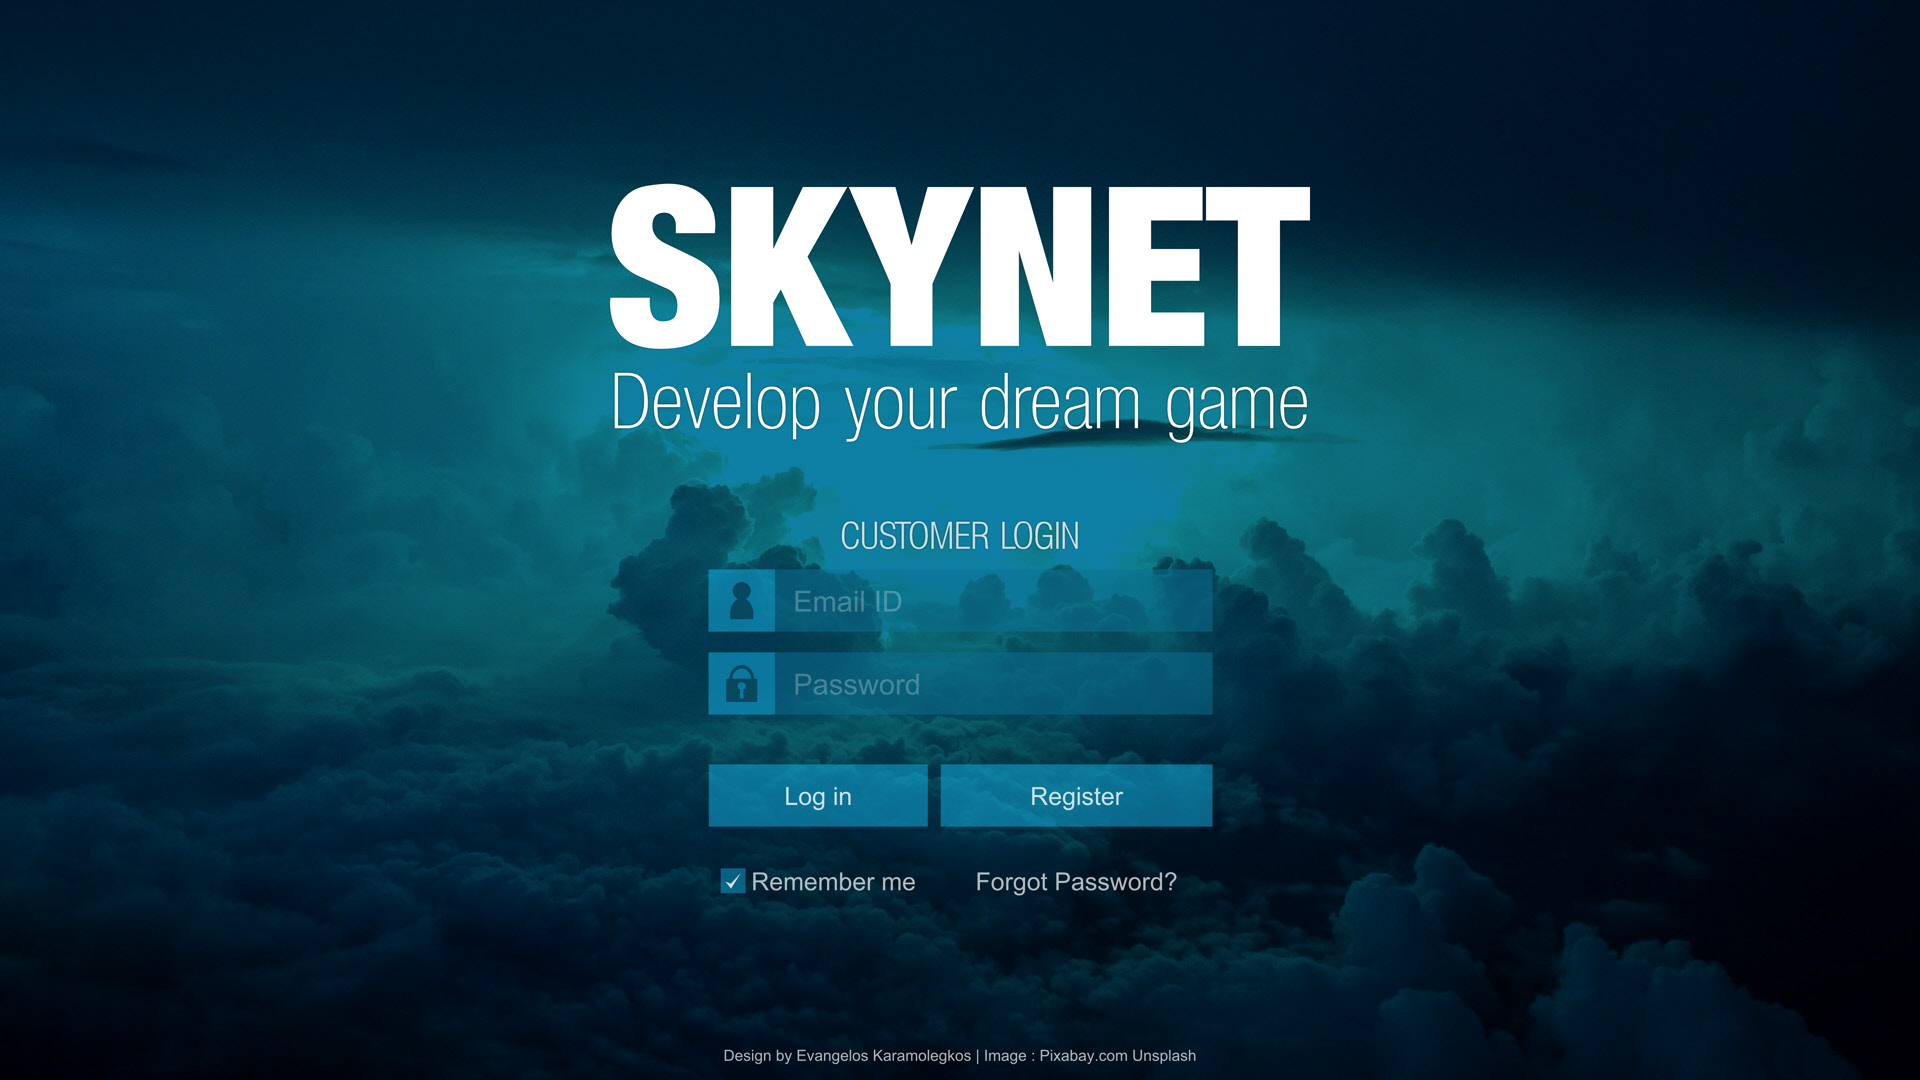 SKYNET
Develop your dream game
CUSTOMER LOGIN
Email ID
Password
Log in
Register
Remember me
Forgot Password?
Design by Evangelos Karamolegkos | Image : Pixabay.com Unsplash